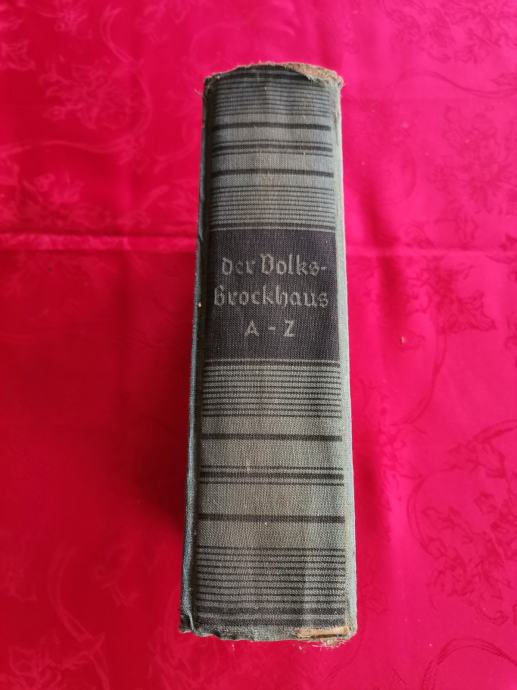 der Volks-
Brockhaus
A - Z